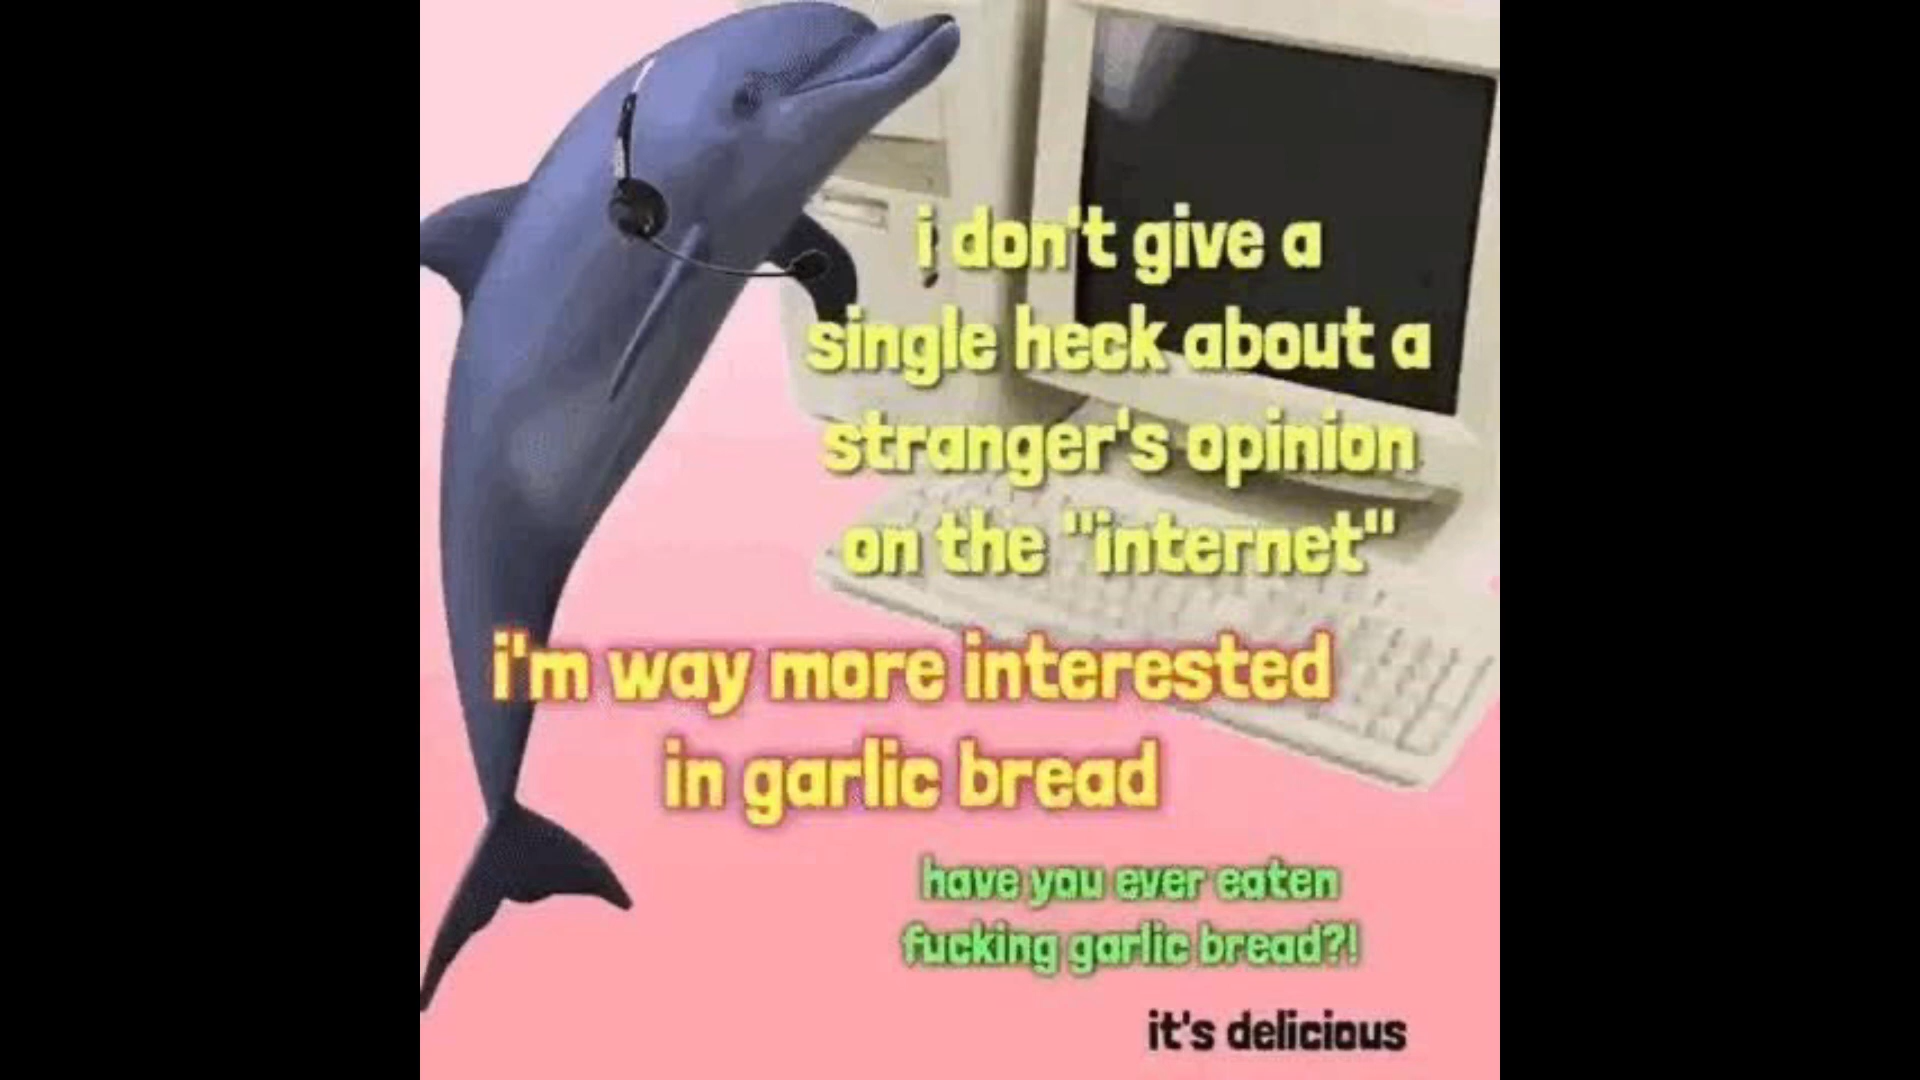 i don't give a
single heck about a
stranger's opinion
on the "internet"
i'm way more interested
in garlic bread
have you ever eaten
fucking garlic bread?!
it's delicious